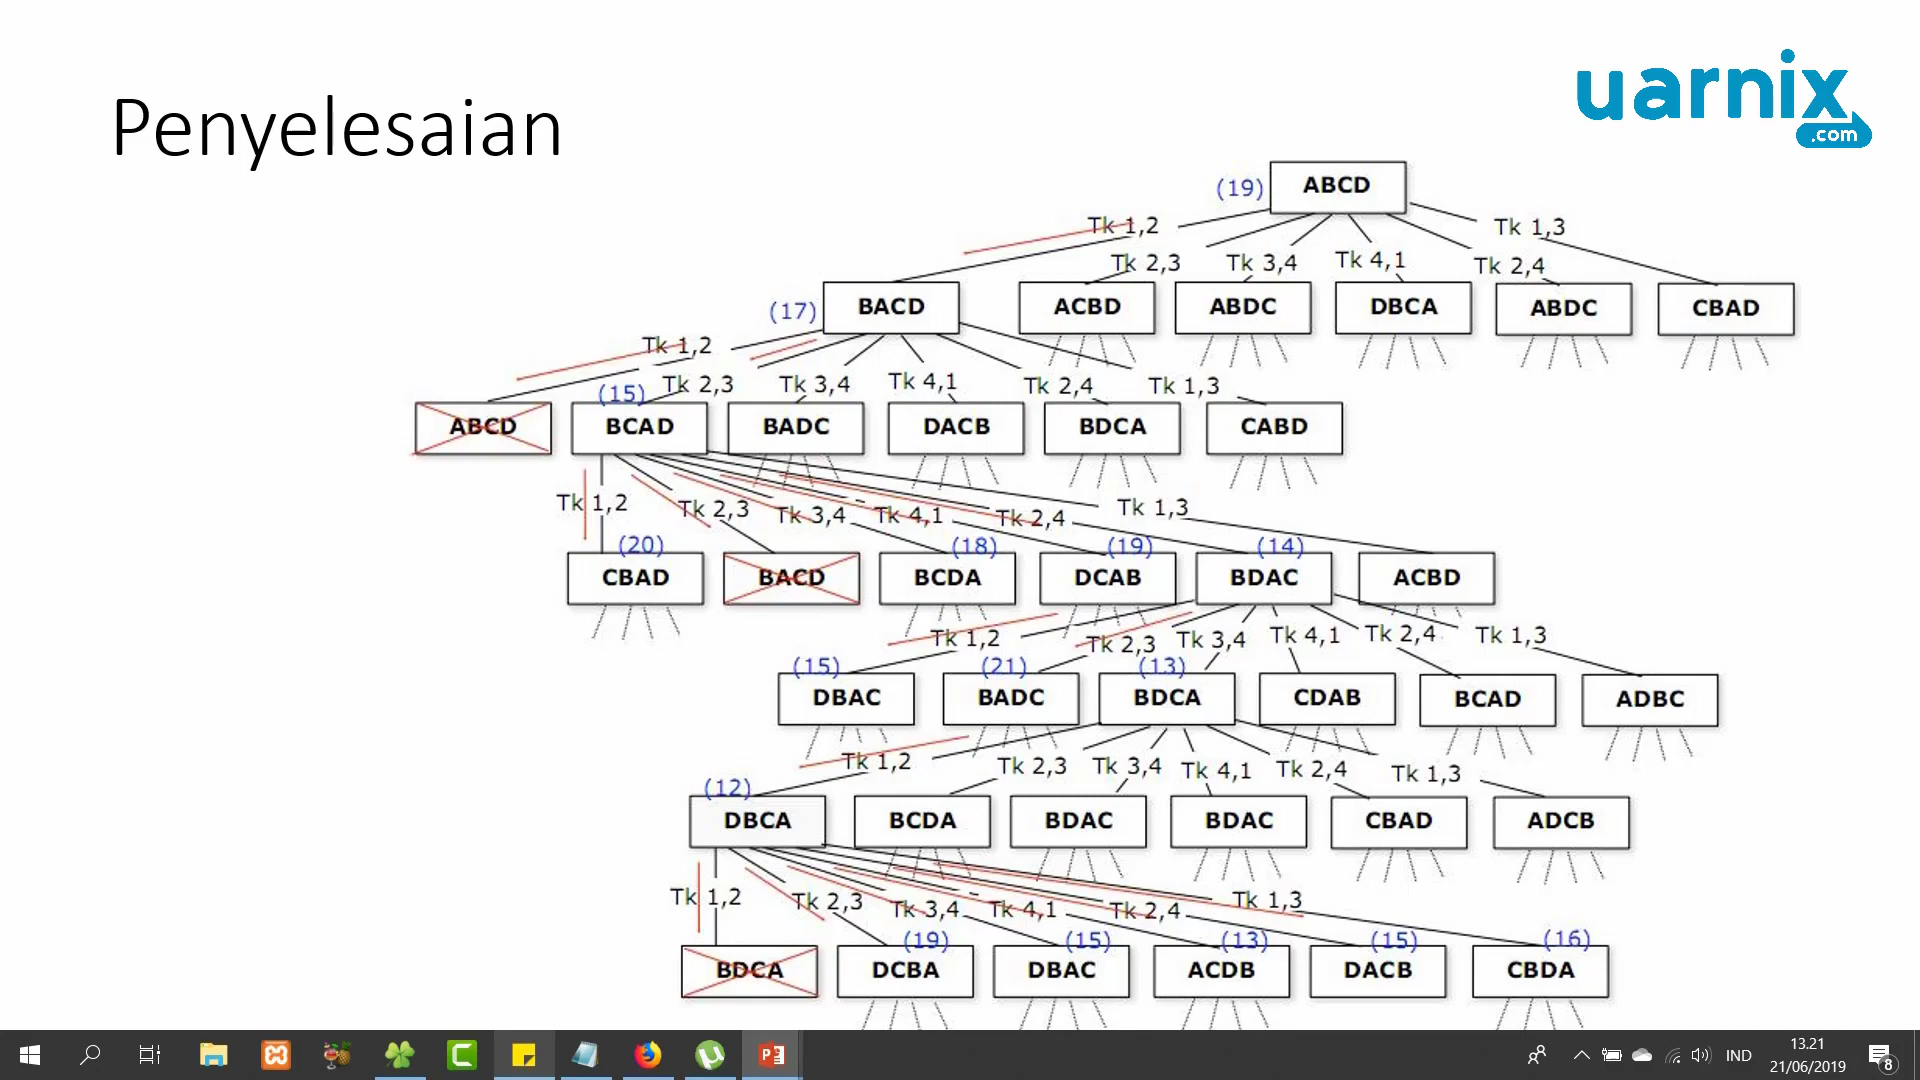 Penyelesaian
uarnix
.com
(19) ABCD
Tk 1,2 Tk 1,3
Tk 2,3 Tk 3,4 Tk 4,1 Tk 2,4
(17) BACD ACBD ABDC DBCA ABDC CBAD
Tk 1,2
(15) Tk 2,3 Tk 3,4 Tk 4,1 Tk 2,4 Tk 1,3
ABCD BCAD BADC DACB BDCA CABD
Tk 1,2 Tk 2,3 Tk 3,4 Tk 4,1 Tk 2,4 Tk 1,3
(20) (18) (19) (14)
CBAD BACD BCDA DCAB BDAC ACBD
Tk 1,2 Tk 2,3 Tk 3,4 Tk 4,1 Tk 2,4 Tk 1,3
(15) (21) (13)
DBAC BADC BDCA CDAB BCAD ADBC
Tk 1,2 Tk 2,3 Tk 3,4 Tk 4,1 Tk 2,4 Tk 1,3
(12)
DBCA BCDA BDAC BDAC CBAD ADCB
Tk 1,2 Tk 2,3 Tk 3,4 Tk 4,1 Tk 2,4 Tk 1,3
(19) (15) (13) (15) (16)
BDCA DCBA DBAC ACDB DACB CBDA
IND
13.21
21/06/2019
8